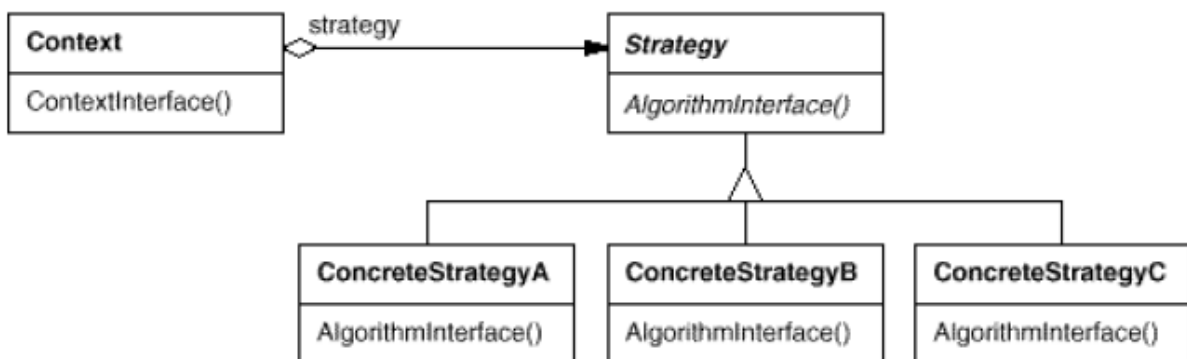 strategy
Context
Strategy
ContextInterface()
AlgorithmInterface()
ConcreteStrategyA
ConcreteStrategyB
ConcreteStrategyC
AlgorithmInterface()
AlgorithmInterface()
AlgorithmInterface()